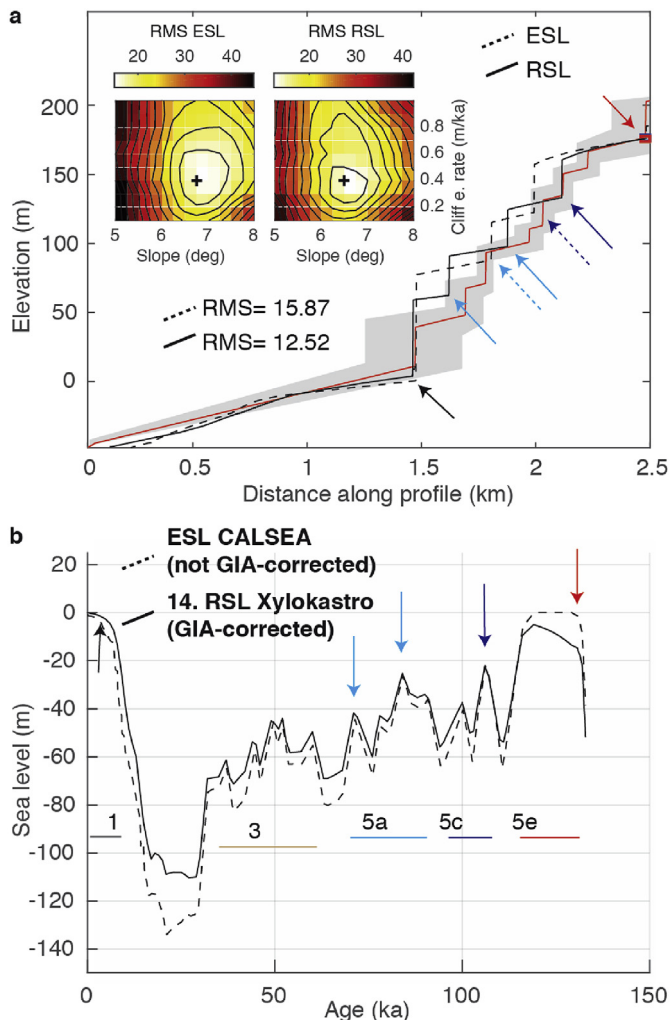 a
RMS ESL
RMS RSL
20 30 40
20 30 40
ESL
RSL
200
150
100
50
0
Elevation (m)
0.8
0.6
0.4
0.2
Cliff e. rate (m/ka)
5 6 7 8
5 6 7 8
Slope (deg)
Slope (deg)
RMS= 15.87
RMS= 12.52
0 0.5 1 1.5 2 2.5
Distance along profile (km)
b
ESL CALSEA
(not GIA-corrected)
14. RSL Xylokastro
(GIA-corrected)
20
0
-20
-40
-60
-80
-100
-120
-140
Sea level (m)
1 3 5a 5c 5e
0 50 100 150
Age (ka)